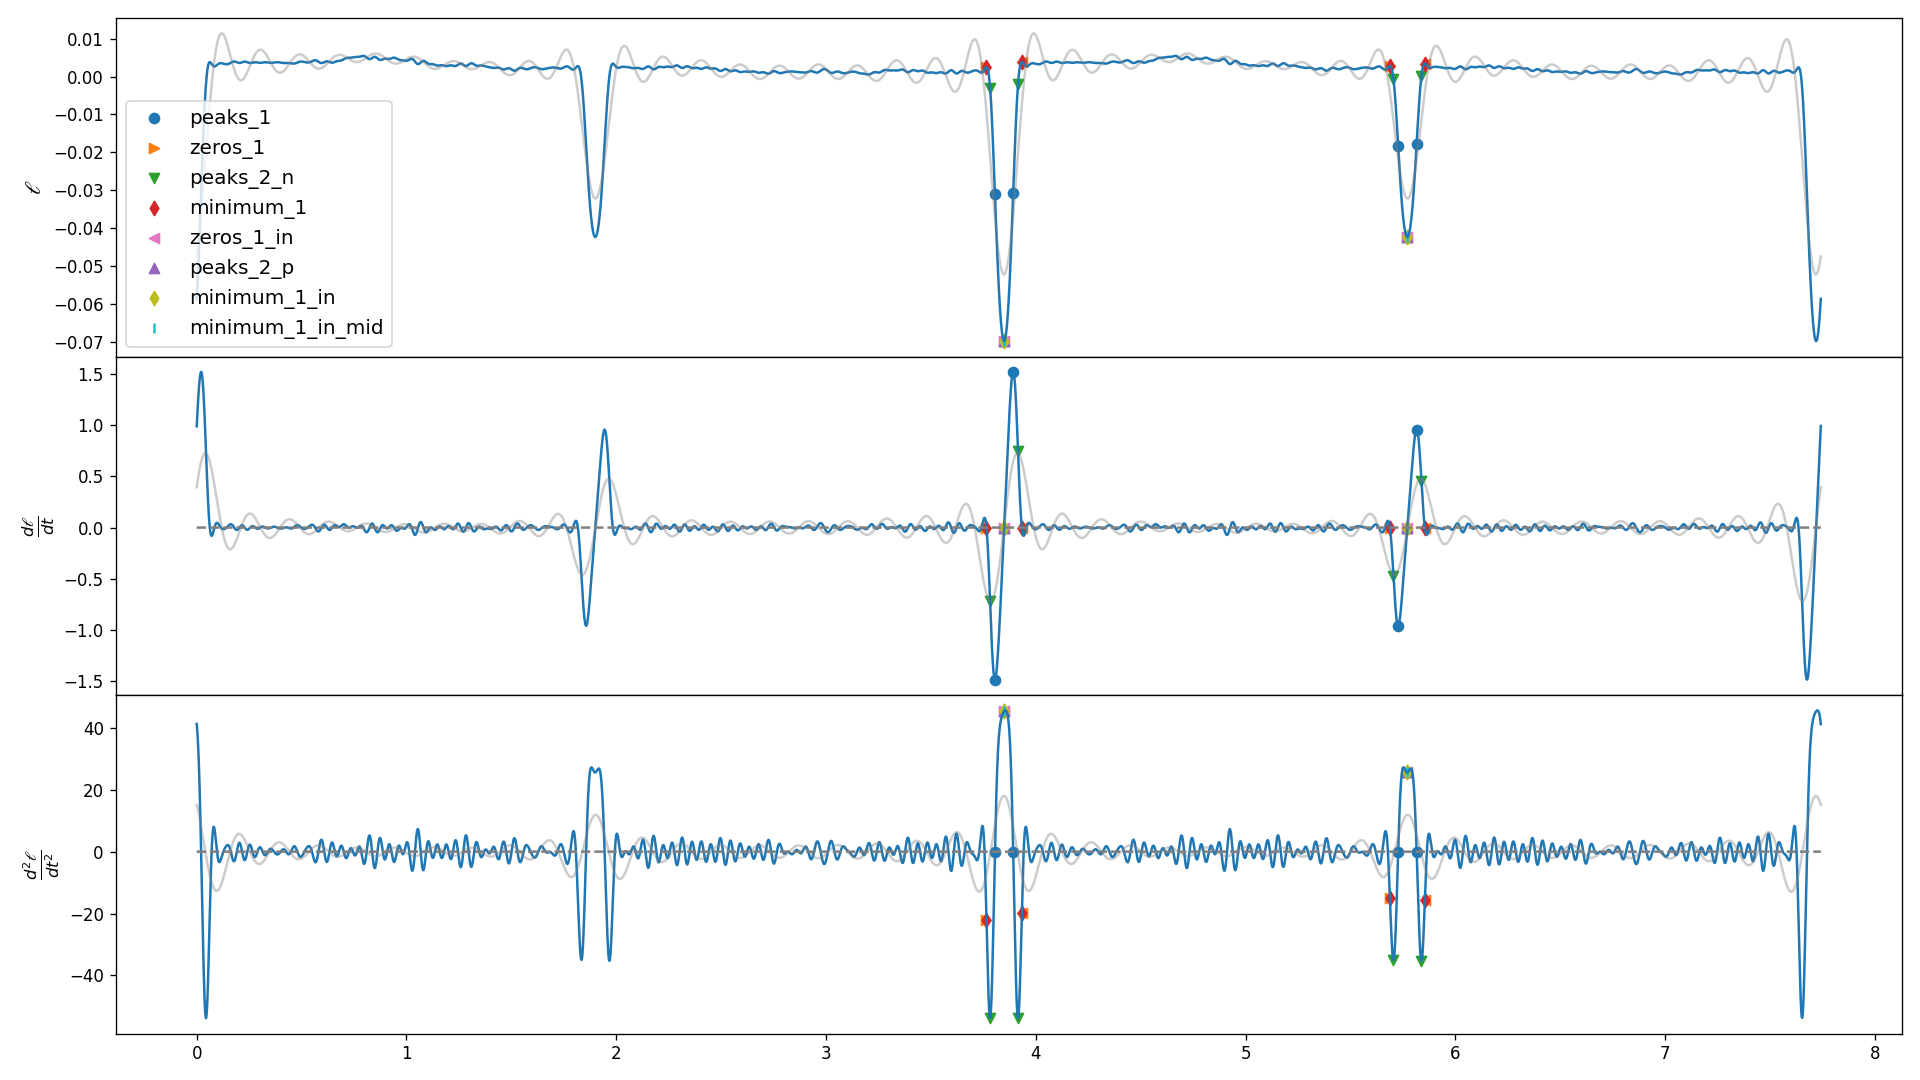 0.01
0.00
−0.01
−0.02
−0.03
−0.04
−0.05
−0.06
−0.07
ℓ
peaks_1
zeros_1
peaks_2_n
minimum_1
zeros_1_in
peaks_2_p
minimum_1_in
minimum_1_in_mid
1.5
1.0
0.5
0.0
−0.5
−1.0
−1.5
dℓ
dt
40
20
0
−20
−40
d²ℓ
dt²
0 1 2 3 4 5 6 7 8